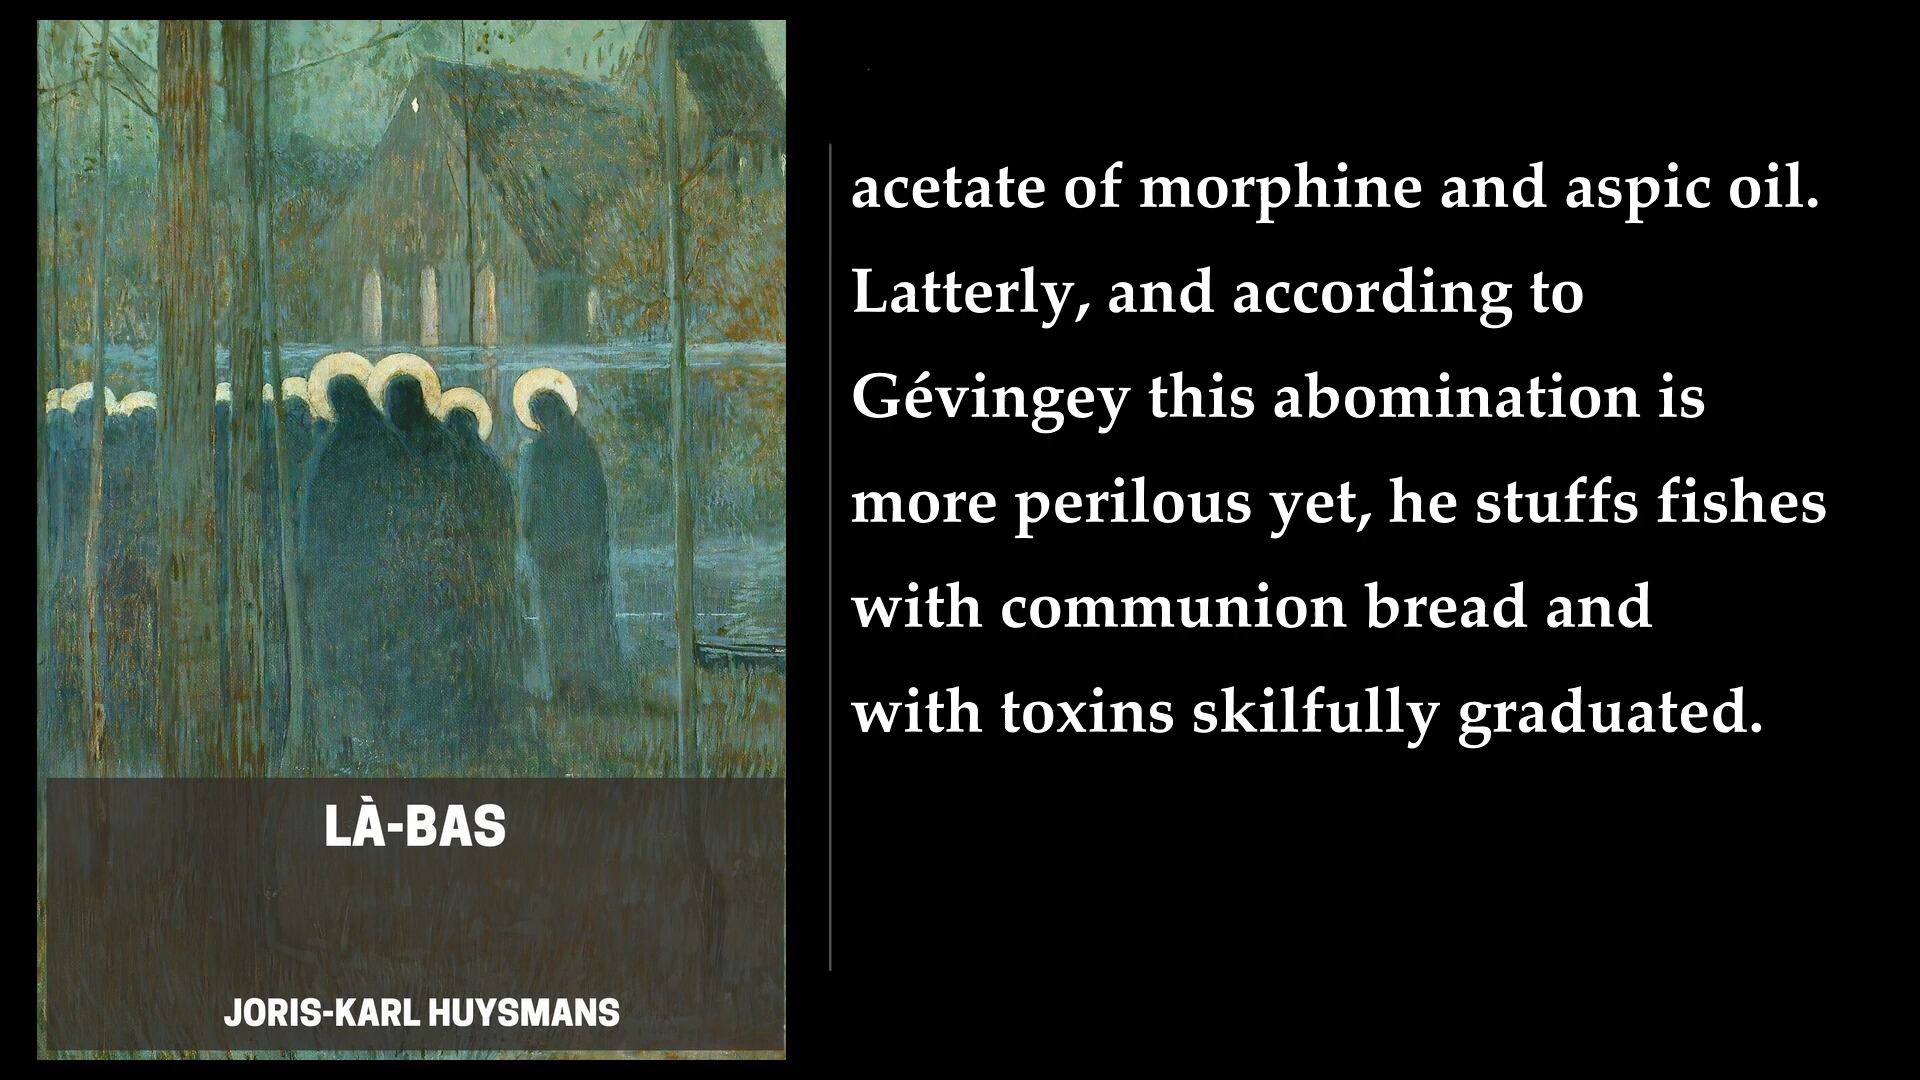 LÀ-BAS
JORIS-KARL HUYSMANS
acetate of morphine and aspic oil.
Latterly, and according to
Gévingey this abomination is
more perilous yet, he stuffs fishes
with communion bread and
with toxins skilfully graduated.